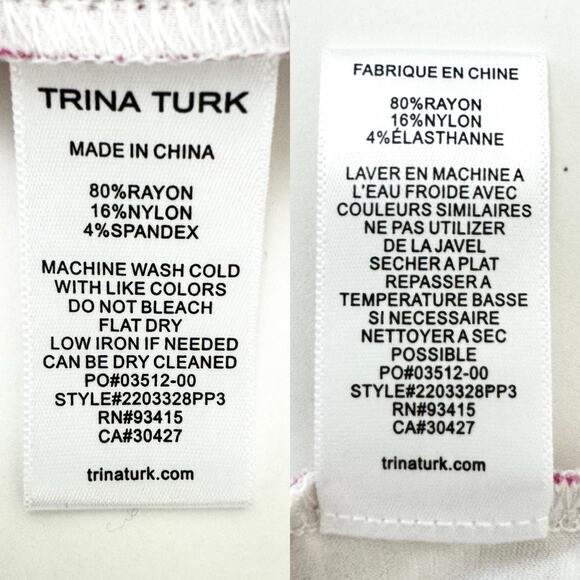 TRINA TURK
MADE IN CHINA
80%RAYON
16%NYLON
4%SPANDEX
MACHINE WASH COLD
WITH LIKE COLORS
DO NOT BLEACH
FLAT DRY
LOW IRON IF NEEDED
CAN BE DRY CLEANED
PO#03512-00
STYLE#2203328PP3
RN#93415
CA#30427
trinaturk.com
FABRIQUE EN CHINE
80%RAYON
16%NYLON
4%ÉLASTHANNE
LAVER EN MACHINE A
L'EAU FROIDE AVEC
COULEURS SIMILAIRES
NE PAS UTILIZER
DE LA JAVEL
SECHER A PLAT
REPASSER A
TEMPERATURE BASSE
SI NECESSAIRE
NETTOYER A SEC
POSSIBLE
PO#03512-00
STYLE#2203328PP3
RN#93415
CA#30427
trinaturk.com